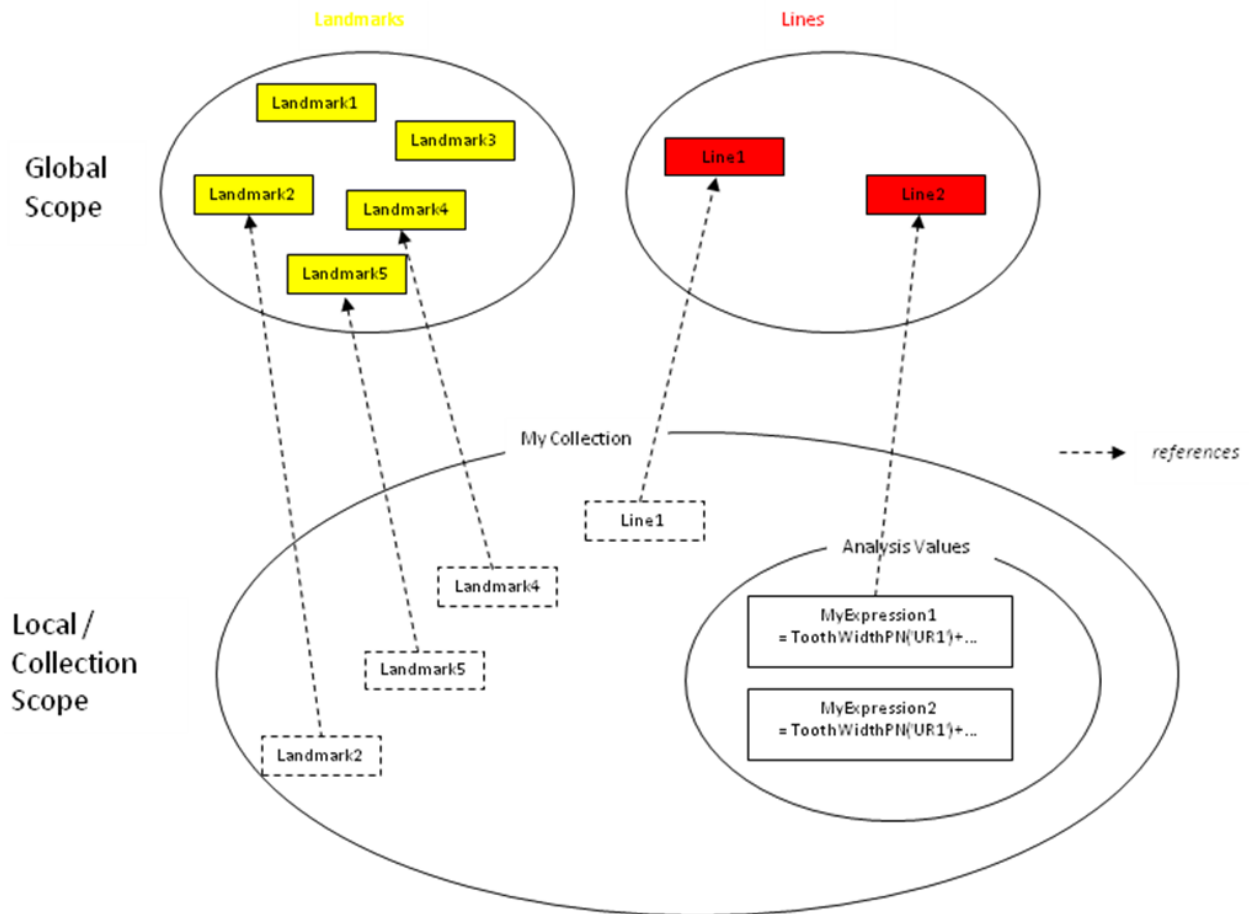 Landmarks
Lines
Landmark1
Landmark3
Line1
Global
Scope
Landmark2
Landmark4
Line2
Landmark5
My Collection
references
Line1
Analysis Values
Landmark4
MyExpression1
= ToothWidthPN('UR1')+...
Local /
Collection
Scope
Landmark5
MyExpression2
= ToothWidthPN('UR1')+...
Landmark2